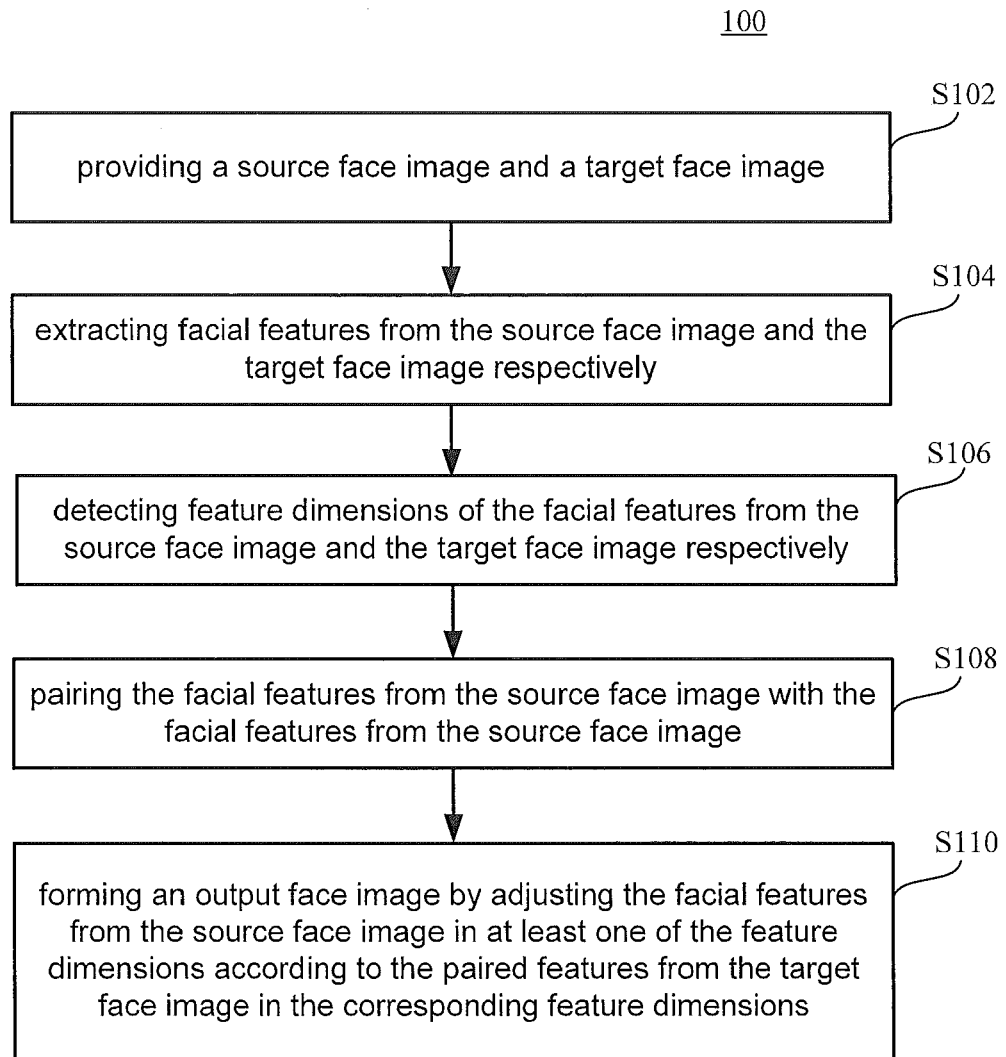 100
S102
providing a source face image and a target face image
S104
extracting facial features from the source face image and the
target face image respectively
S106
detecting feature dimensions of the facial features from the
source face image and the target face image respectively
S108
pairing the facial features from the source face image with the
facial features from the source face image
S110
forming an output face image by adjusting the facial features
from the source face image in at least one of the feature
dimensions according to the paired features from the target
face image in the corresponding feature dimensions